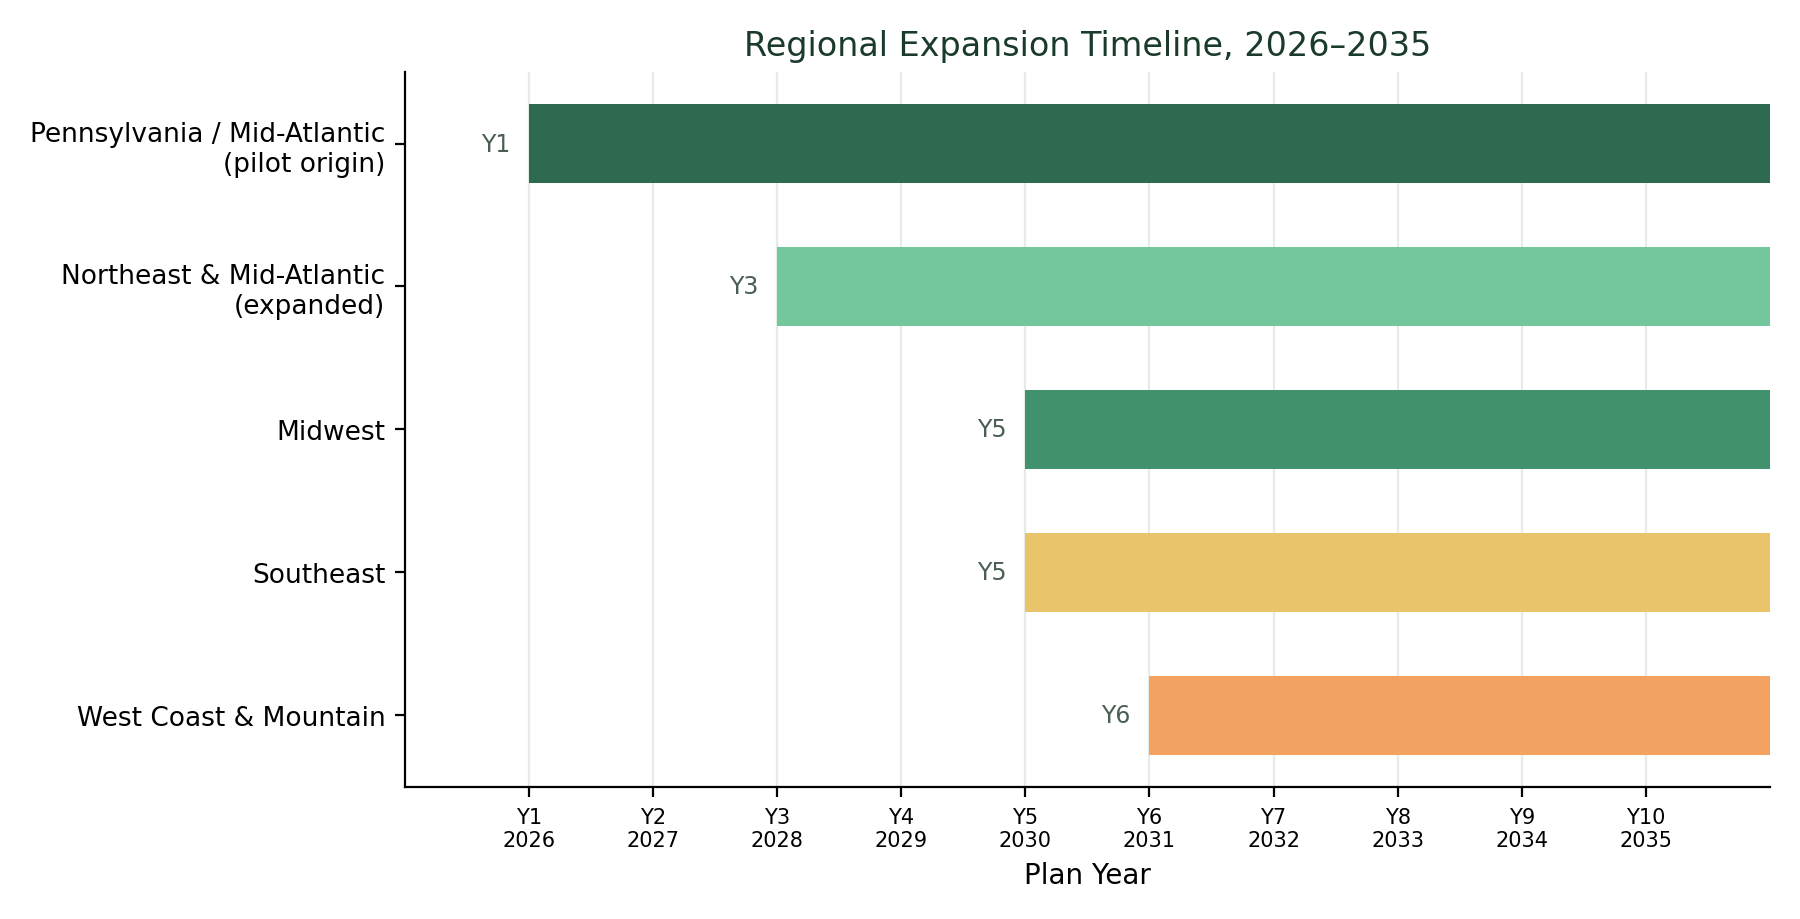 Regional Expansion Timeline, 2026–2035
Pennsylvania / Mid-Atlantic
(pilot origin)
Y1
Northeast & Mid-Atlantic
(expanded)
Y3
Midwest
Y5
Southeast
Y5
West Coast & Mountain
Y6
Y1 Y2 Y3 Y4 Y5 Y6 Y7 Y8 Y9 Y10
2026 2027 2028 2029 2030 2031 2032 2033 2034 2035
Plan Year